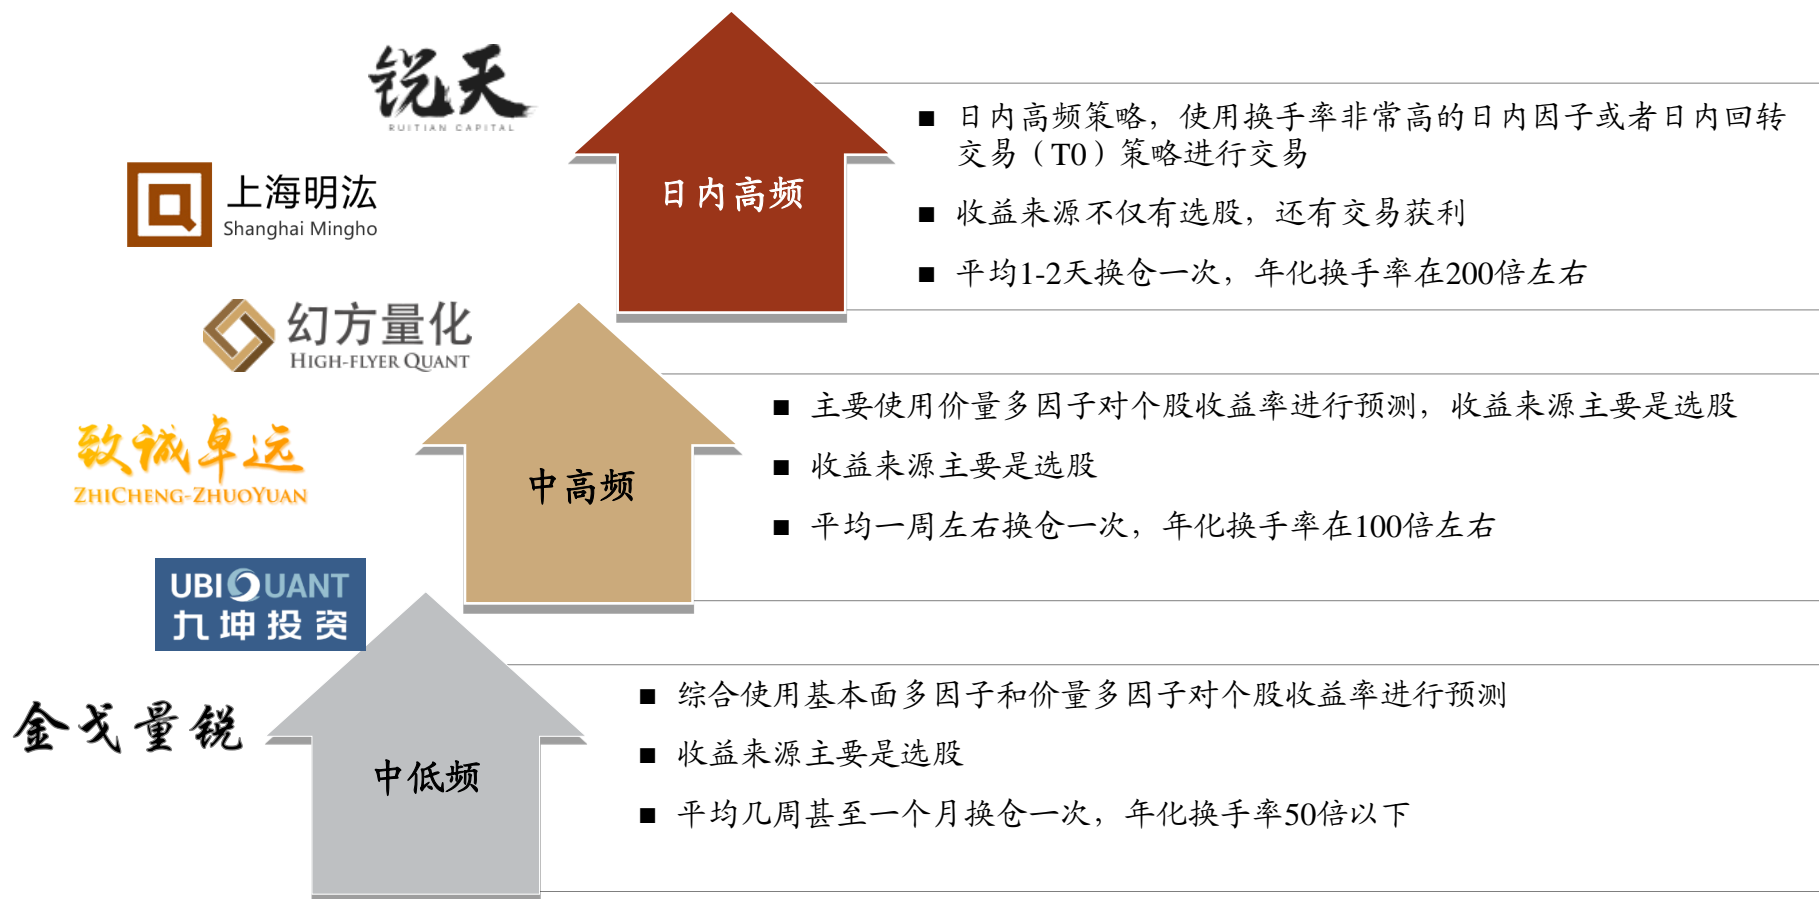 锐天
RUITIAN CAPITAL
上海明汯
Shanghai Mingho
幻方量化
HIGH-FLYER QUANT
致诚卓远
ZHICHENG-ZHUOYUAN
UBIQUANT
九坤投资
金戈量锐
日内高频
■ 日内高频策略，使用换手率非常高的日内因子或者日内回转
交易（T0）策略进行交易
■ 收益来源不仅有选股，还有交易获利
■ 平均1-2天换仓一次，年化换手率在200倍左右
中高频
■ 主要使用价量多因子对个股收益率进行预测，收益来源主要是选股
■ 收益来源主要是选股
■ 平均一周左右换仓一次，年化换手率在100倍左右
中低频
■ 综合使用基本面多因子和价量多因子对个股收益率进行预测
■ 收益来源主要是选股
■ 平均几周甚至一个月换仓一次，年化换手率50倍以下